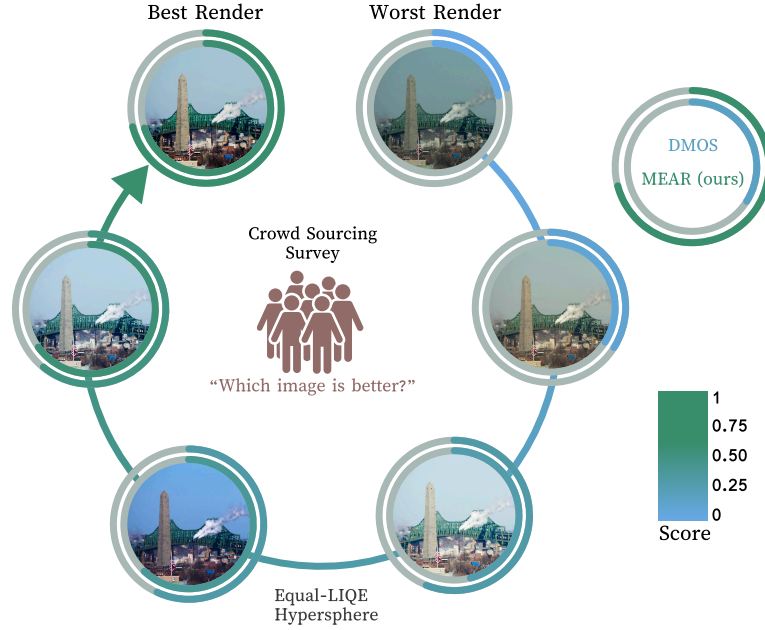 Best Render
Worst Render
DMOS
MEAR (ours)
Crowd Sourcing
Survey
“Which image is better?”
1
0.75
0.50
0.25
0
Score
Equal-LIQE
Hypersphere